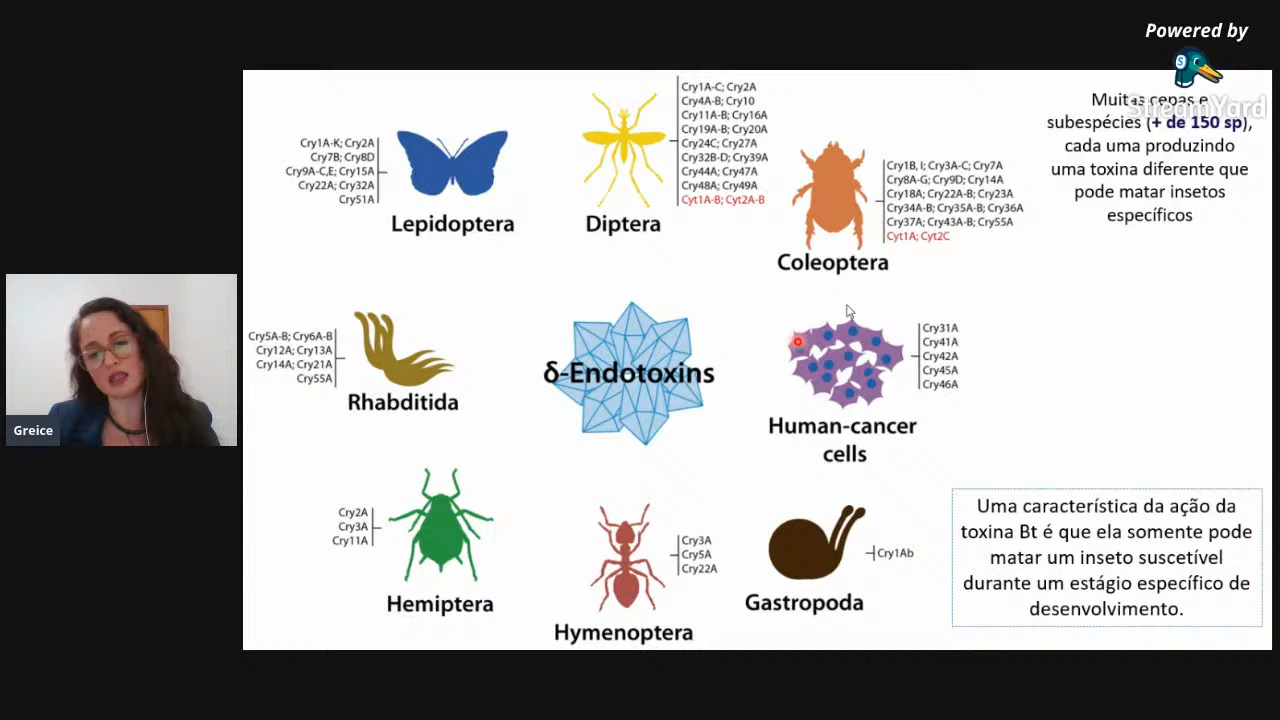 Powered by
StreamYard
Cry1A-K; Cry2A
Cry7B; Cry8D
Cry9A-C,E; Cry15A
Cry22A; Cry32A
Cry51A
Lepidoptera
Cry1A-C; Cry2A
Cry4A-B; Cry10
Cry11A-B; Cry16A
Cry19A-B; Cry20A
Cry24C; Cry27A
Cry32B-D; Cry39A
Cry44A; Cry47A
Cry48A; Cry49A
Cyt1A-B; Cyt2A-B
Diptera
Cry1B, I; Cry3A-C; Cry7A
Cry8A-G; Cry9D; Cry14A
Cry18A; Cry22A-B; Cry23A
Cry34A-B; Cry35A-B; Cry36A
Cry37A; Cry43A-B; Cry55A
Cyt1A; Cyt2C
Coleoptera
Muitas cepas e
subespécies (+ de 150 sp),
cada uma produzindo
uma toxina diferente que
pode matar insetos
específicos
Greice
Cry5A-B; Cry6A-B
Cry12A; Cry13A
Cry14A; Cry21A
Cry55A
Rhabditida
δ-Endotoxins
Cry31A
Cry41A
Cry42A
Cry45A
Cry46A
Human-cancer
cells
Cry2A
Cry3A
Cry11A
Hemiptera
Cry3A
Cry5A
Cry22A
Hymenoptera
Cry1Ab
Gastropoda
Uma característica da ação da
toxina Bt é que ela somente pode
matar um inseto suscetível
durante um estágio específico de
desenvolvimento.